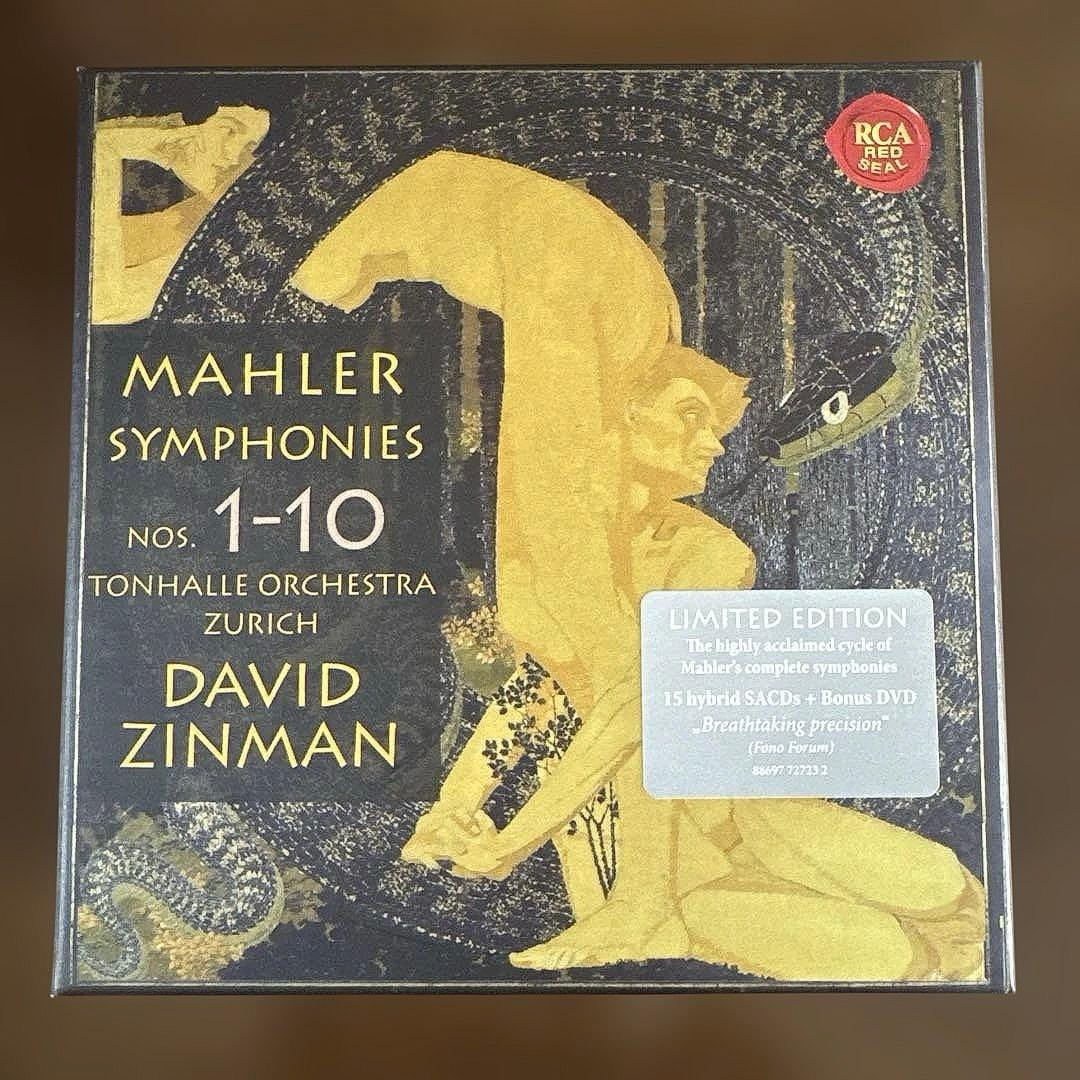 RCA
RED
SEAL
MAHLER
SYMPHONIES
NOS. 1-10
TONHALLE ORCHESTRA
ZURICH
DAVID
ZINMAN
LIMITED EDITION
The highly acclaimed cycle of
Mahler's complete symphonies
15 hybrid SACDs + Bonus DVD
„Breathtaking precision“
(Fono Forum)
88697 72723 2